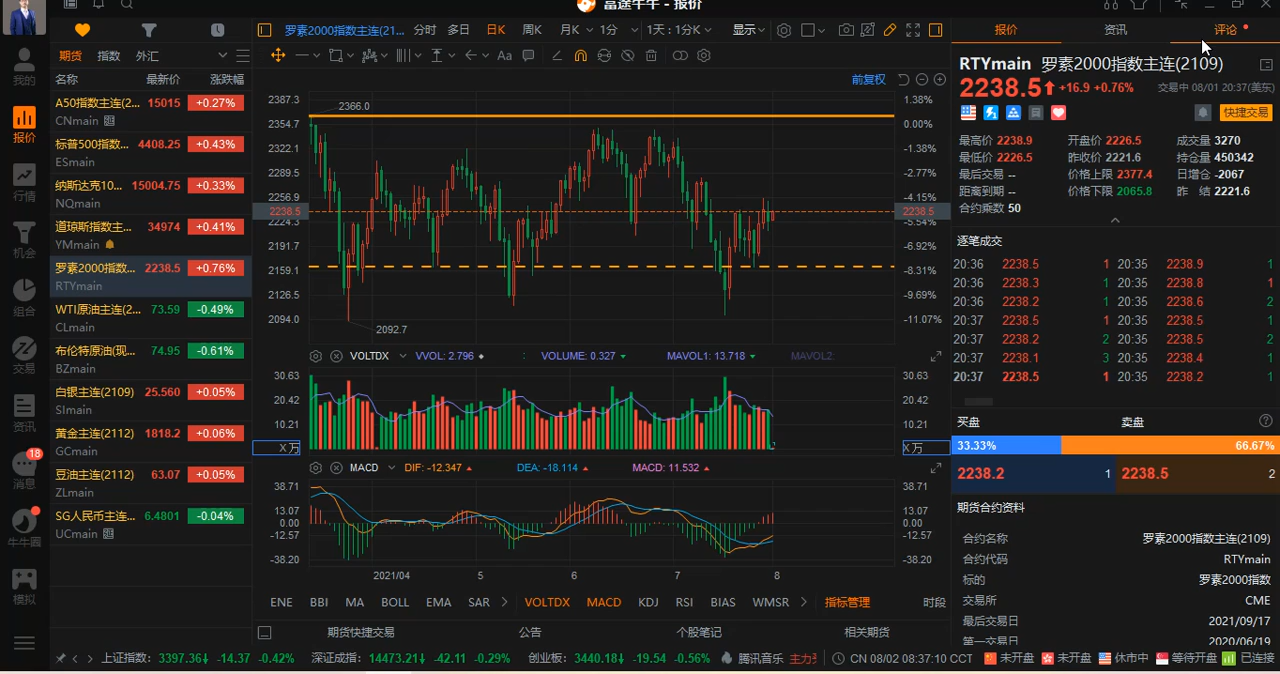 富途牛牛 - 报价
罗素2000指数主连(21... 分时 多日 日K 周K 月K 1分 1天 : 1分K 显示
报价 资讯 评论
期货 指数 外汇
Aa
名称 最新价 涨跌幅
前复权
我的
报价
行情
机会
组合
交易
资讯
18
消息
牛牛圈
模拟
A50指数主连(2... 15015 +0.27%
CNmain
标普500指数... 4408.25 +0.43%
ESmain
纳斯达克10... 15004.75 +0.33%
NQmain
道琼斯指数主... 34974 +0.41%
YMmain
罗素2000指数... 2238.5 +0.76%
RTYmain
WTI原油主连(2... 73.59 -0.49%
CLmain
布伦特原油(现... 74.95 -0.61%
BZmain
白银主连(2109) 25.560 +0.05%
SImain
黄金主连(2112) 1818.2 +0.06%
GCmain
豆油主连(2112) 63.07 +0.05%
ZLmain
SG人民币主连... 6.4801 -0.04%
UCmain
2387.3 1.38%
2366.0
2354.7 0.00%
2322.1 -1.38%
2289.5 -2.77%
2256.9 -4.15%
2238.5 2238.5
2224.3 -5.54%
2191.7 -6.92%
2159.1 -8.31%
2126.5 -9.69%
2094.0 -11.07%
2092.7
VOLTDX VVOL: 2.796 : VOLUME: 0.327 MAVOL1: 13.718 MAVOL2:
30.63 30.63
20.42 20.42
10.21 10.21
X万 X万
MACD DIF: -12.347 DEA: -18.114 MACD: 11.532
38.71 38.71
13.07 13.07
0.00 0.00
-12.57 -12.57
-38.20 -38.20
2021/04 5 6 7 8
ENE BBI MA BOLL EMA SAR VOLTDX MACD KDJ RSI BIAS WMSR 指标管理 时段
期货快捷交易 公告 个股笔记 相关期货
RTYmain 罗素2000指数主连(2109)
2238.5 +16.9 +0.76% 交易中 08/01 20:37(美东)
快捷交易
最高价 2238.9 开盘价 2226.5 成交量 3270
最低价 2226.5 昨收价 2221.6 持仓量 450342
最后交易 -- 价格上限 2377.4 日增仓 -2067
距离到期 -- 价格下限 2065.8 昨 结 2221.6
合约乘数 50
逐笔成交
20:36 2238.5 1 20:35 2238.9 1
20:36 2238.3 1 20:35 2238.8 1
20:36 2238.2 1 20:35 2238.6 2
20:37 2238.5 1 20:35 2238.5 1
20:37 2238.2 2 20:35 2238.5 2
20:37 2238.1 3 20:35 2238.4 1
20:37 2238.5 1 20:35 2238.2 1
买盘 卖盘
33.33% 66.67%
2238.2 1 2238.5 2
期货合约资料
合约名称 罗素2000指数主连(2109)
合约代码 RTYmain
标的 罗素2000指数
交易所 CME
最后交易日 2021/09/17
第一交易日 2020/06/19
上证指数: 3397.36↓ -14.37 -0.42% 深证成指: 14473.21↓ -42.11 -0.29% 创业板: 3440.18↓ -19.54 -0.56% 腾讯音乐 主力 CN 08/02 08:37:10 CCT 未开盘 未开盘 休市中 等待开盘 已连接